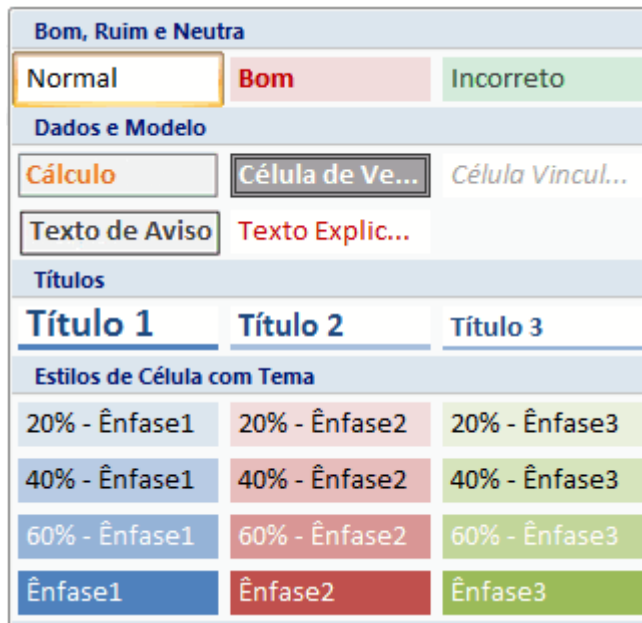 Bom, Ruim e Neutra
Normal Bom Incorreto
Dados e Modelo
Cálculo Célula de Ve... Célula Vincul...
Texto de Aviso Texto Explic...
Títulos
Título 1 Título 2 Título 3
Estilos de Célula com Tema
20% - Ênfase1 20% - Ênfase2 20% - Ênfase3
40% - Ênfase1 40% - Ênfase2 40% - Ênfase3
60% - Ênfase1 60% - Ênfase2 60% - Ênfase3
Ênfase1 Ênfase2 Ênfase3